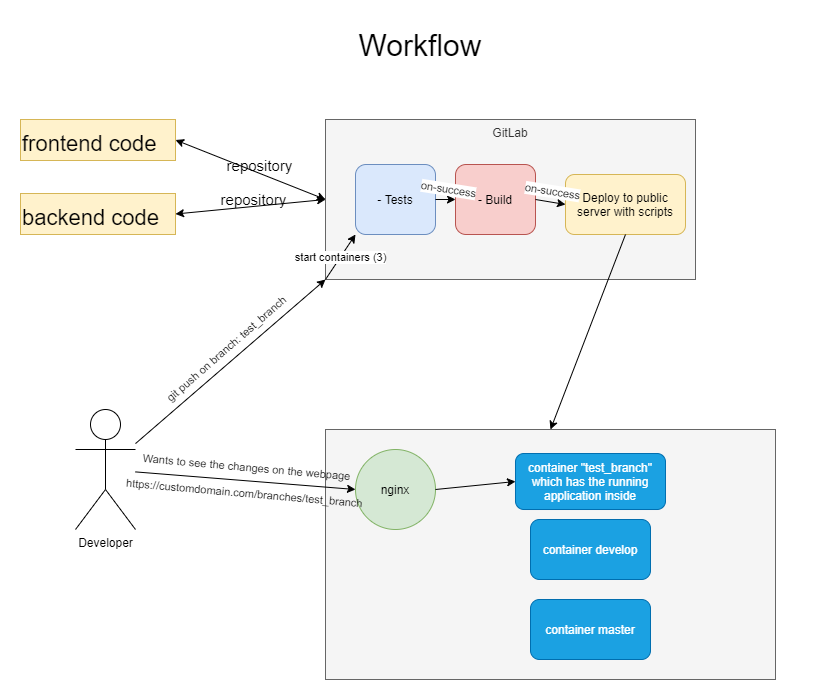 Workflow
GitLab
frontend code
repository
backend code
repository
- Tests
on-success
- Build
on-success
Deploy to public
server with scripts
start containers (3)
git push on branch: test_branch
Wants to see the changes on the webpage
https://customdomain.com/branches/test_branch
Developer
nginx
container "test_branch"
which has the running
application inside
container develop
container master